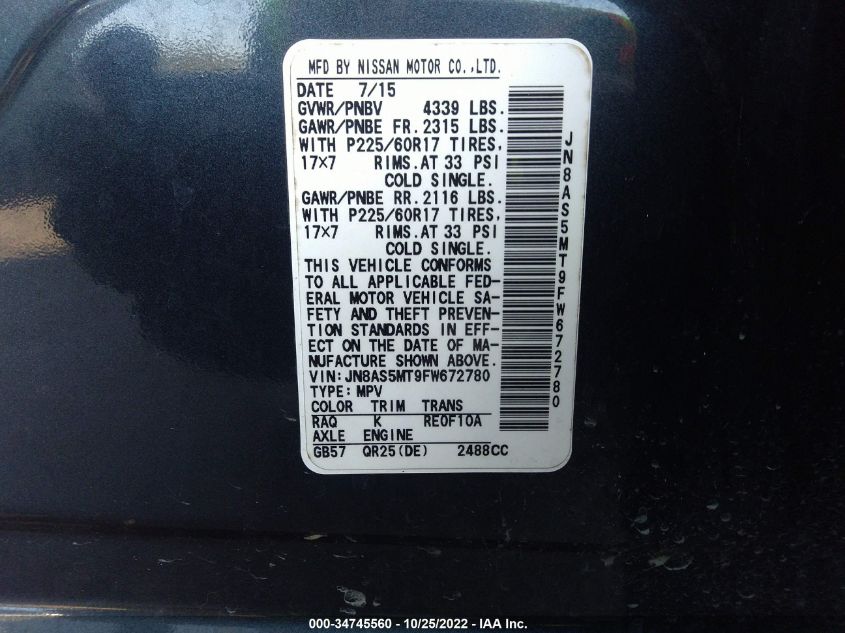 MFD BY NISSAN MOTOR CO.,LTD.
DATE 7/15
GVWR/PNBV 4339 LBS.
GAWR/PNBE FR. 2315 LBS.
WITH P225/60R17 TIRES,
17×7 RIMS. AT 33 PSI
COLD SINGLE.
GAWR/PNBE RR. 2116 LBS.
WITH P225/60R17 TIRES,
17×7 RIMS. AT 33 PSI
COLD SINGLE.
THIS VEHICLE CONFORMS
TO ALL APPLICABLE FED-
ERAL MOTOR VEHICLE SA-
FETY AND THEFT PREVEN-
TION STANDARDS IN EFF-
ECT ON THE DATE OF MA-
NUFACTURE SHOWN ABOVE.
VIN: JN8AS5MT9FW672780
TYPE: MPV
COLOR TRIM TRANS
RAQ K RE0F10A
AXLE ENGINE
GB57 QR25(DE) 2488CC
JN8AS5MT9FW672780
000-34745560 - 10/25/2022 - IAA Inc.